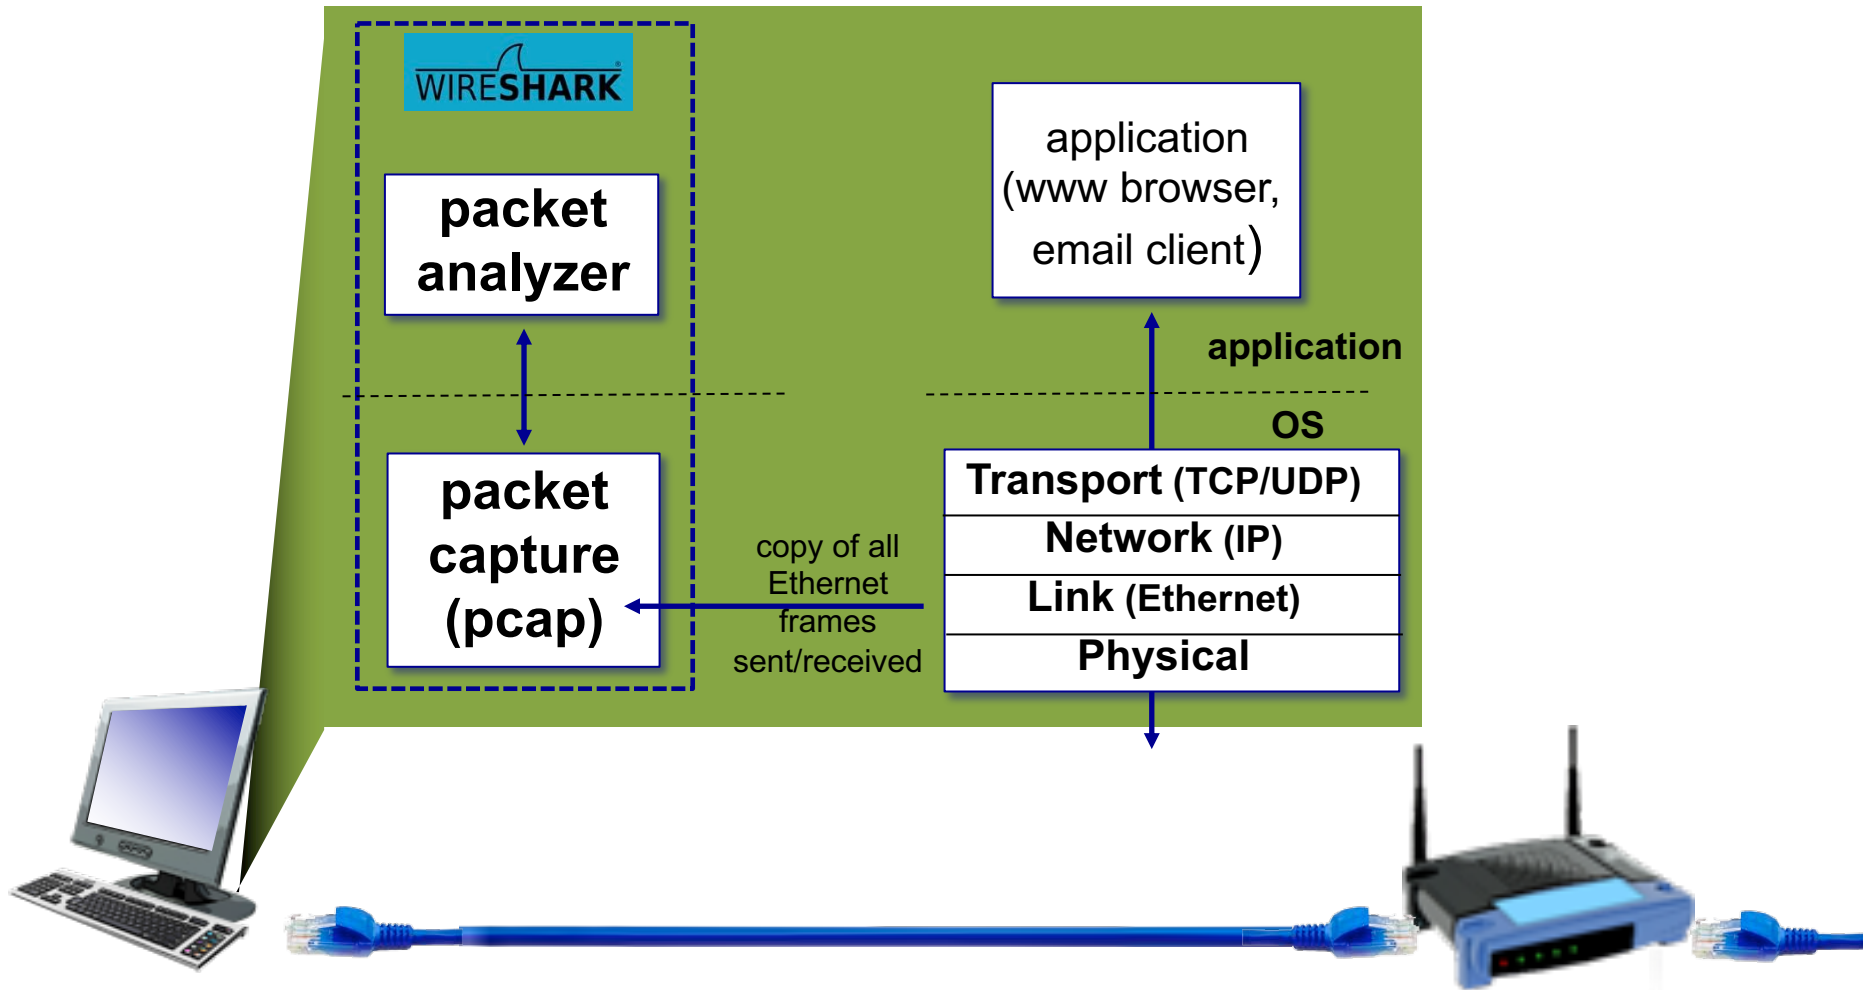 WIRESHARK
packet
analyzer
packet
capture
(pcap)
copy of all
Ethernet
frames
sent/received
application
(www browser,
email client)
application
OS
Transport (TCP/UDP)
Network (IP)
Link (Ethernet)
Physical